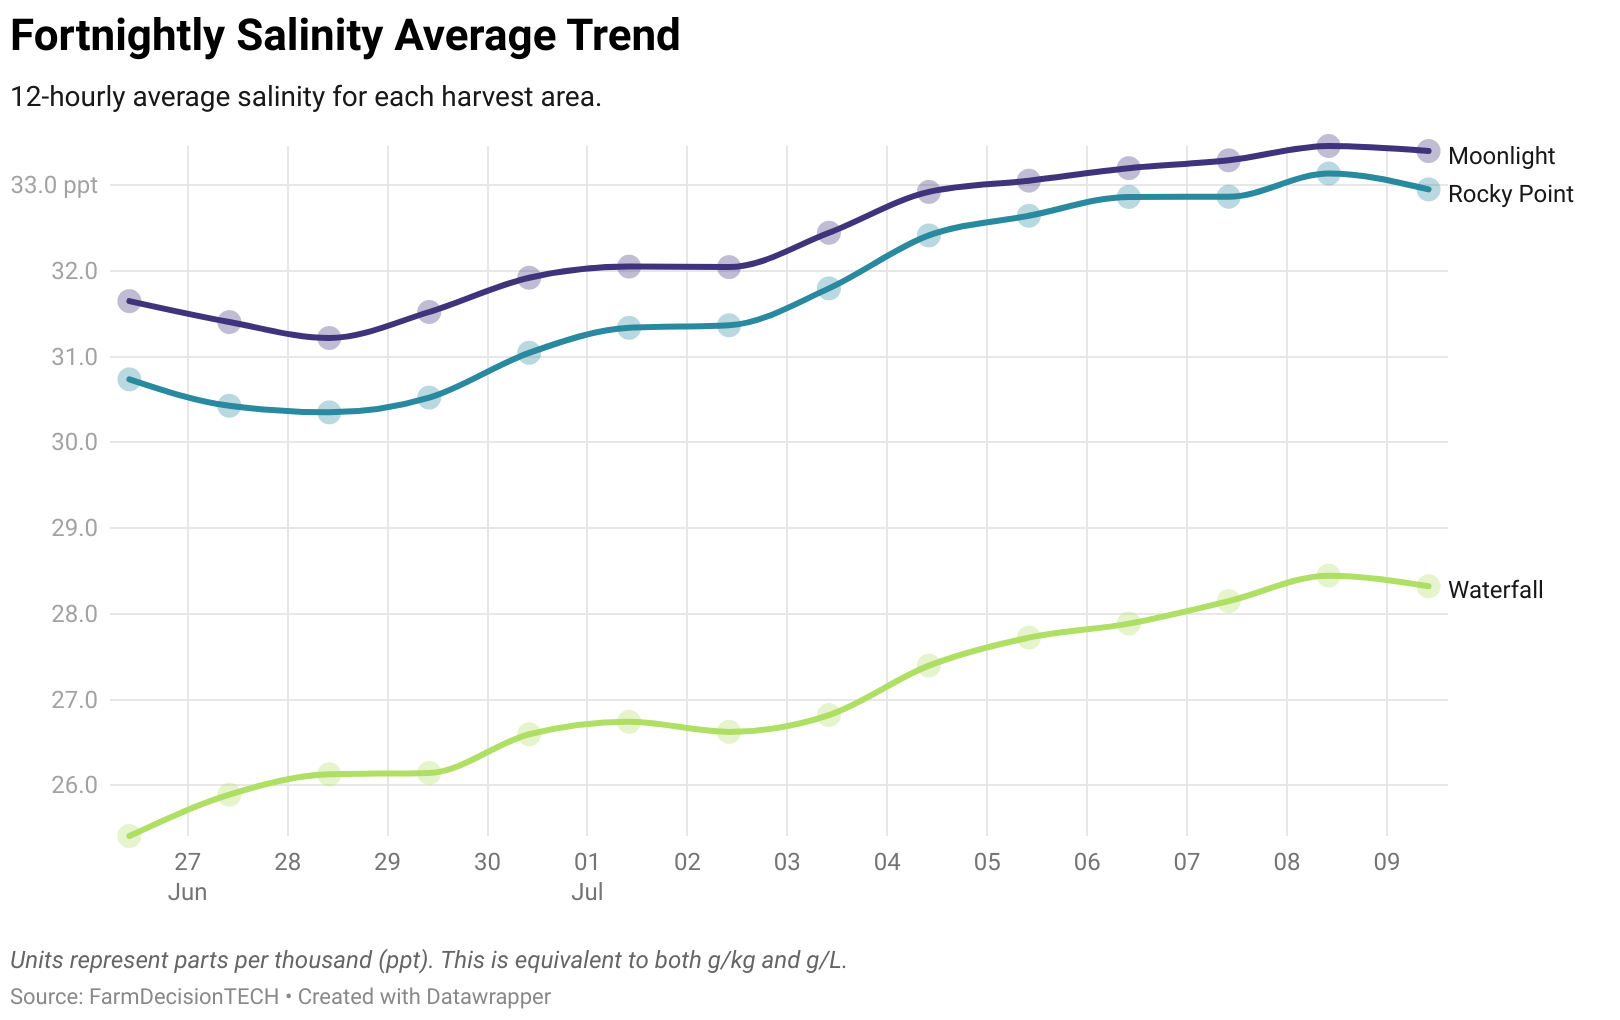 Fortnightly Salinity Average Trend
12-hourly average salinity for each harvest area.
Moonlight
33.0 ppt
Rocky Point
32.0
31.0
30.0
29.0
28.0
Waterfall
27.0
26.0
27 28 29 30 01 02 03 04 05 06 07 08 09
Jun Jul
Units represent parts per thousand (ppt). This is equivalent to both g/kg and g/L.
Source: FarmDecisionTECH • Created with Datawrapper